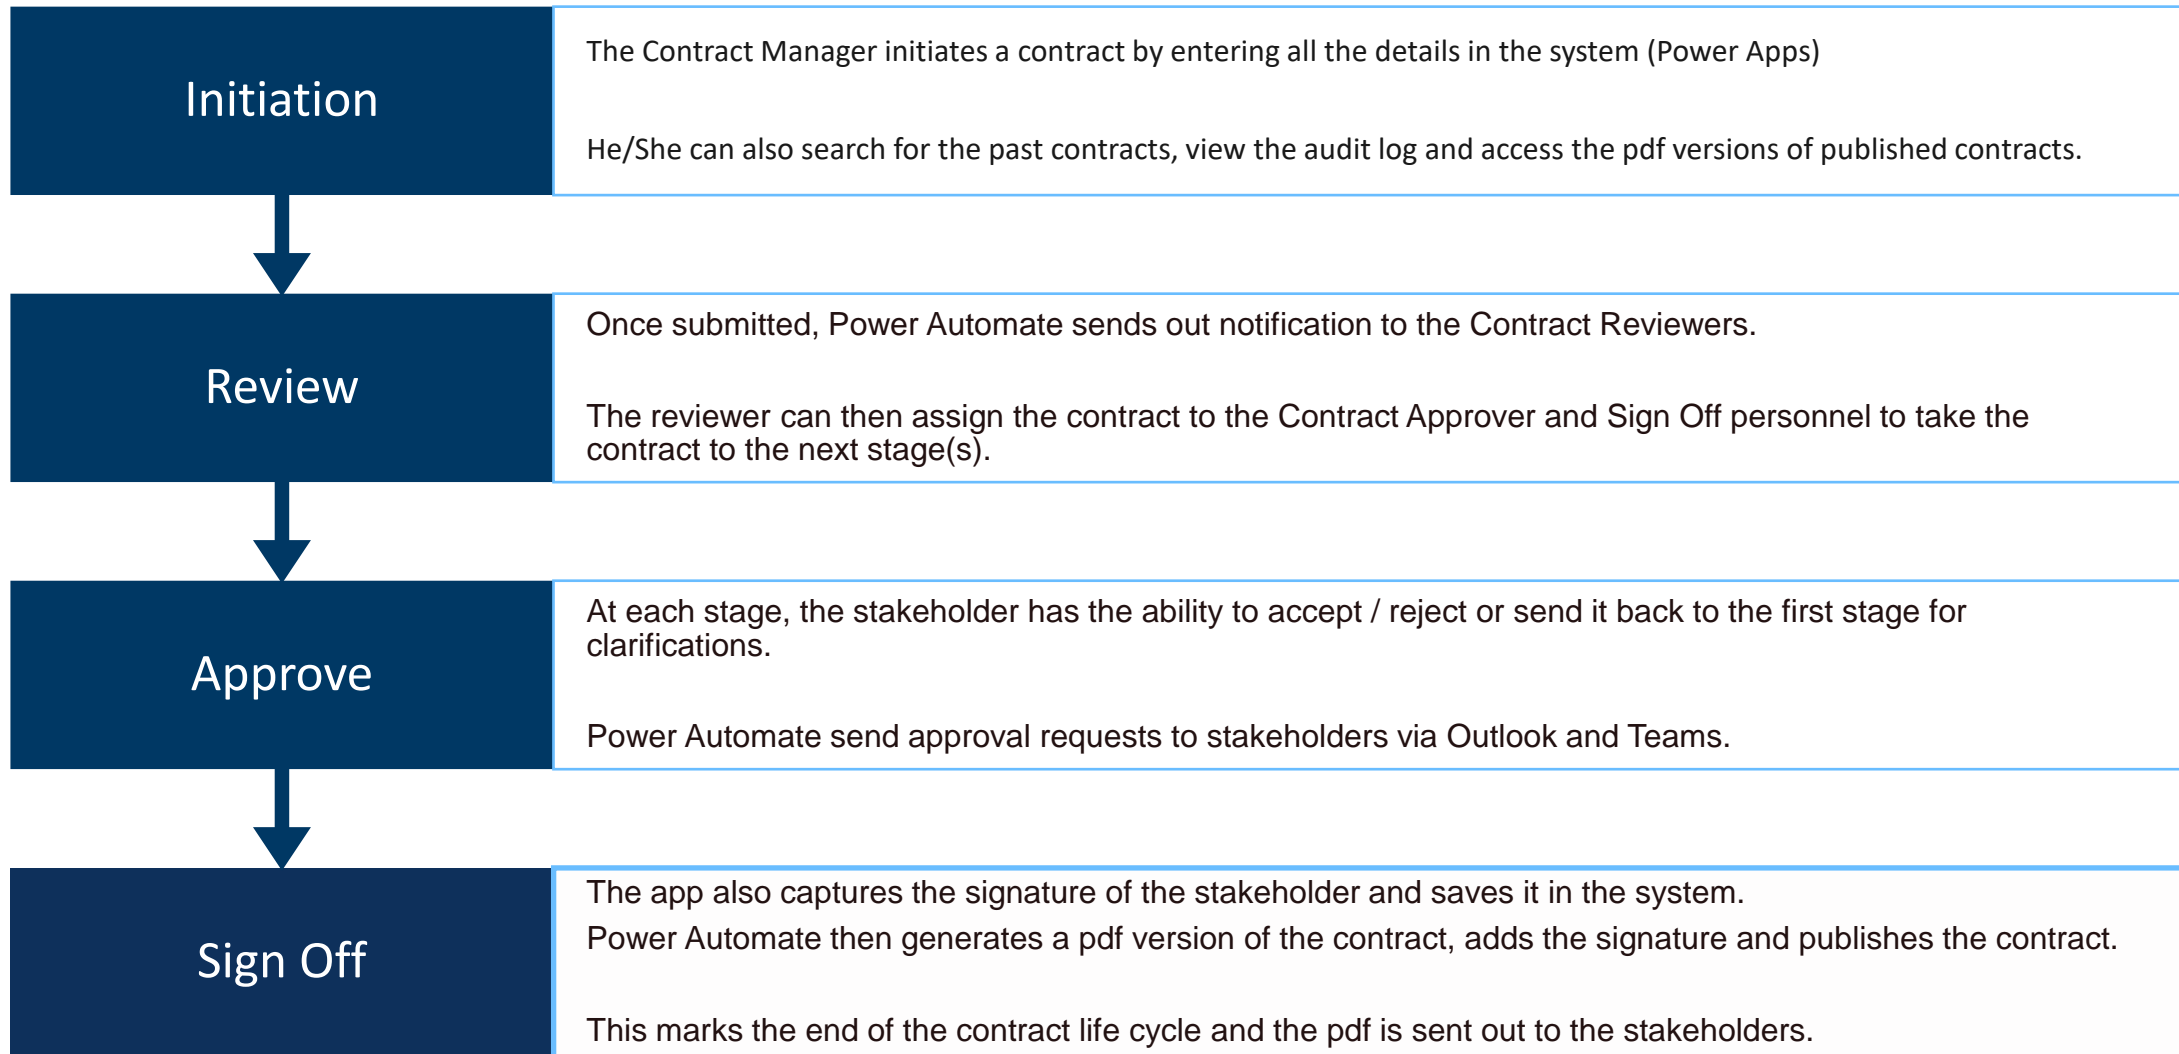 Initiation
The Contract Manager initiates a contract by entering all the details in the system (Power Apps)
He/She can also search for the past contracts, view the audit log and access the pdf versions of published contracts.
Review
Once submitted, Power Automate sends out notification to the Contract Reviewers.
The reviewer can then assign the contract to the Contract Approver and Sign Off personnel to take the
contract to the next stage(s).
Approve
At each stage, the stakeholder has the ability to accept / reject or send it back to the first stage for
clarifications.
Power Automate send approval requests to stakeholders via Outlook and Teams.
Sign Off
The app also captures the signature of the stakeholder and saves it in the system.
Power Automate then generates a pdf version of the contract, adds the signature and publishes the contract.
This marks the end of the contract life cycle and the pdf is sent out to the stakeholders.